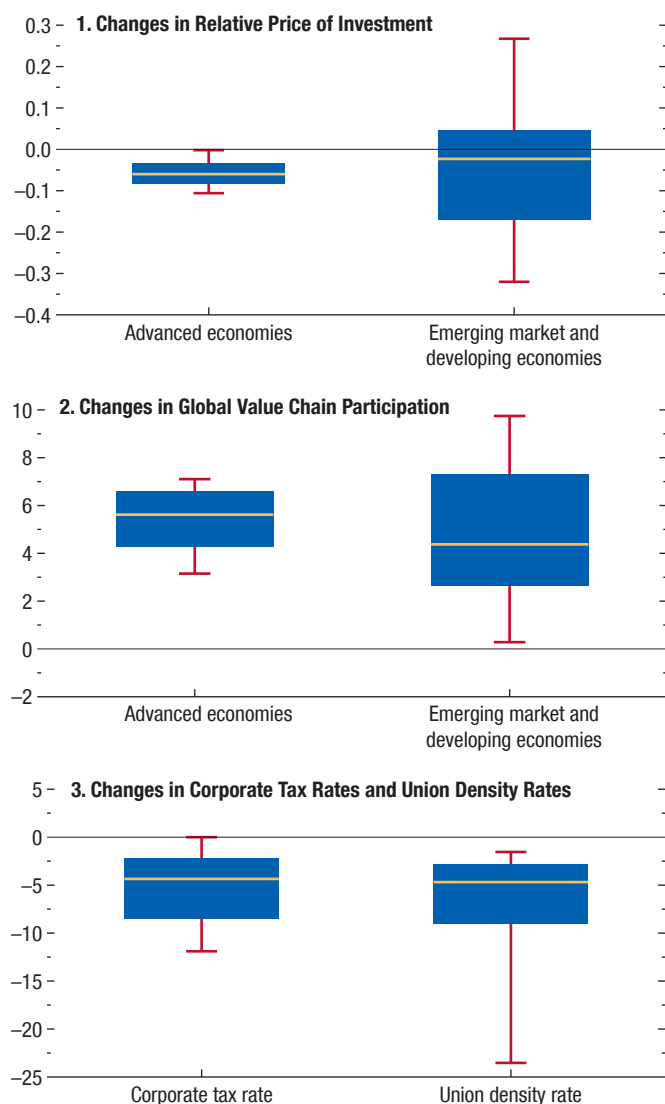 1. Changes in Relative Price of Investment
0.3
0.2
0.1
0.0
–0.1
–0.2
–0.3
–0.4
Advanced economies
Emerging market and
developing economies
2. Changes in Global Value Chain Participation
10
8
6
4
2
0
–2
Advanced economies
Emerging market and
developing economies
3. Changes in Corporate Tax Rates and Union Density Rates
5
0
–5
–10
–15
–20
–25
Corporate tax rate
Union density rate